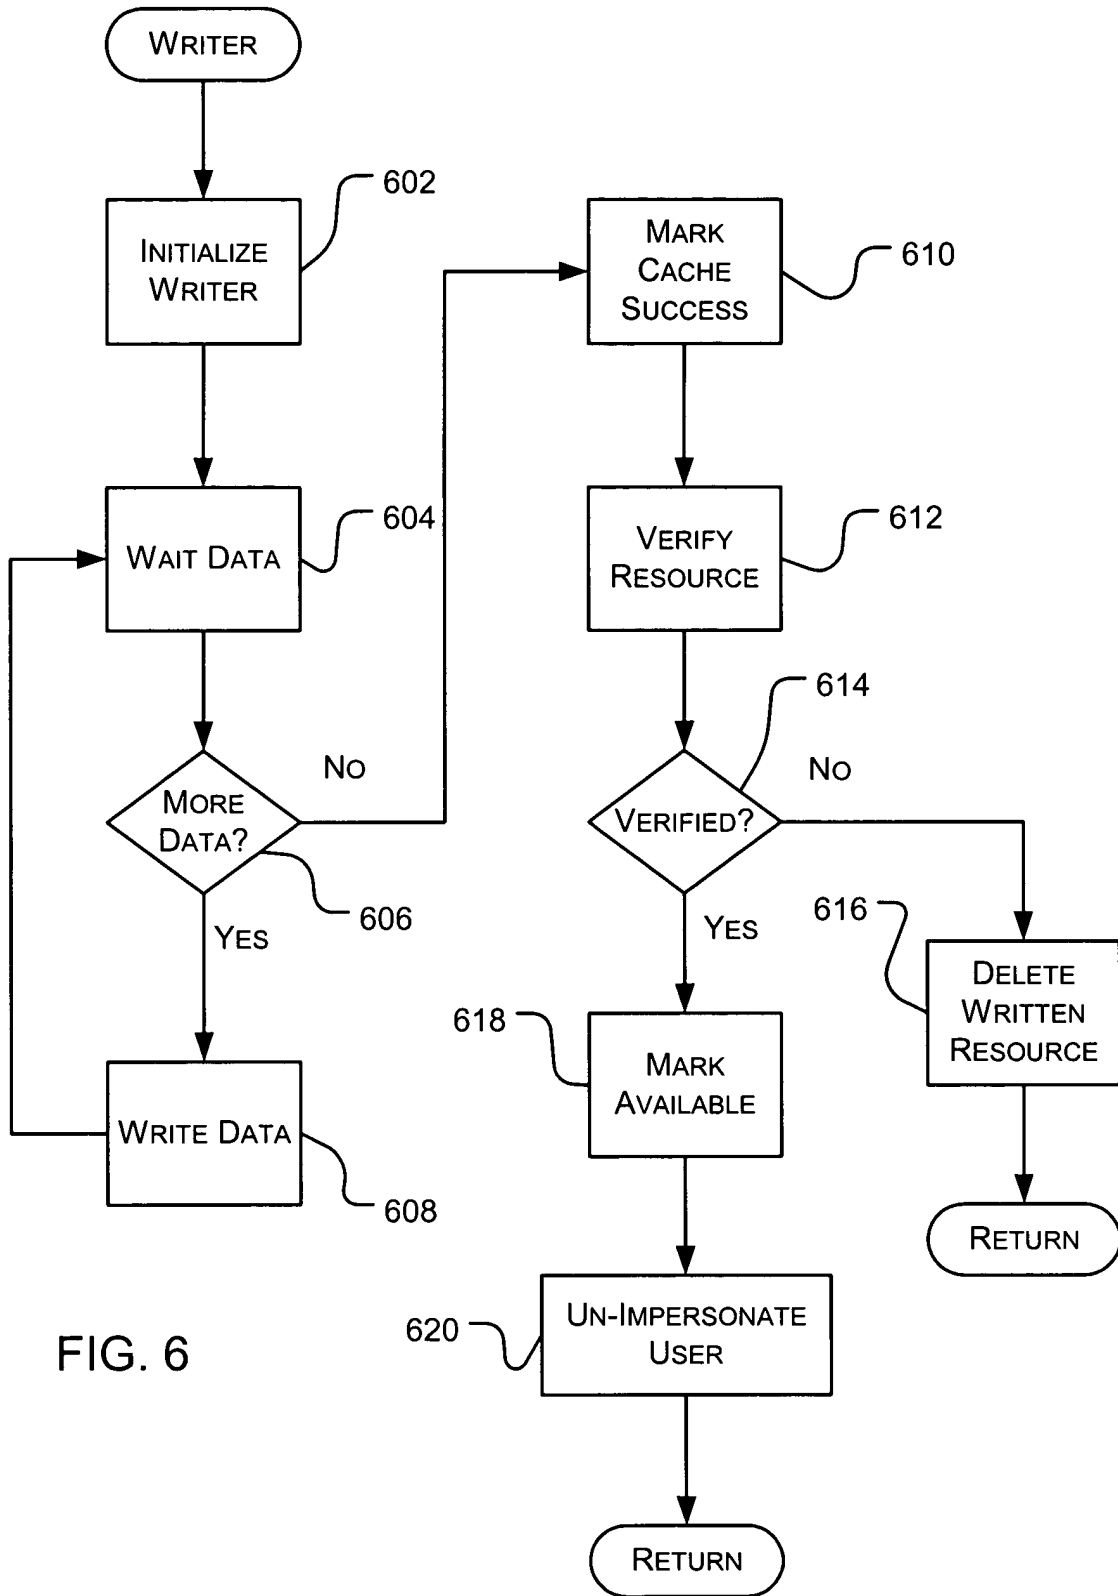 WRITER
602
INITIALIZE
WRITER
604
WAIT DATA
MORE
DATA?
606
NO
YES
WRITE DATA
608
MARK
CACHE
SUCCESS
610
VERIFY
RESOURCE
612
614
VERIFIED?
NO
YES
616
DELETE
WRITTEN
RESOURCE
RETURN
618
MARK
AVAILABLE
620
UN-IMPERSONATE
USER
RETURN
FIG. 6